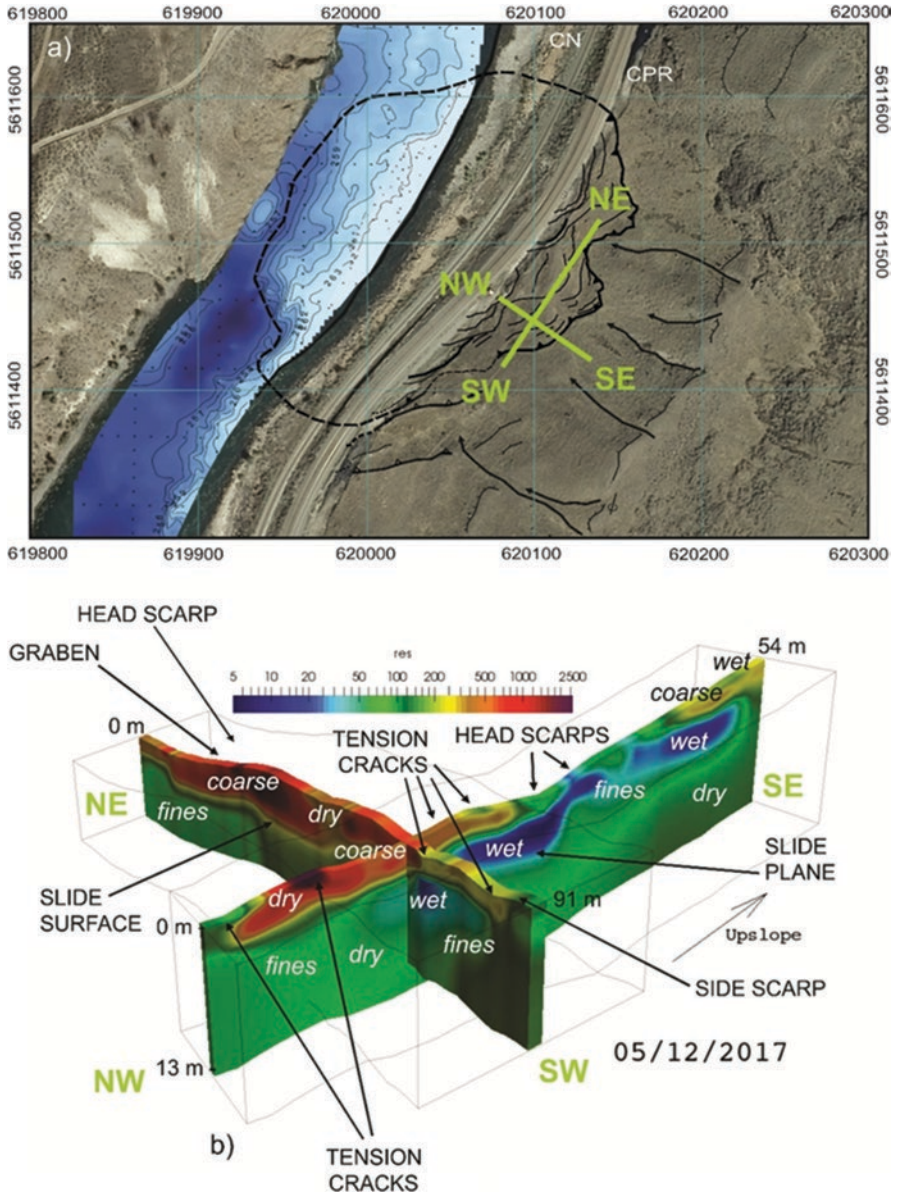 619800 619900 620000 620100 620200 620300
a)
CN
CPR
5611600
5611600
5611500
5611500
5611400
5611400
NE
NW
SW
SE
619800 619900 620000 620100 620200 620300
HEAD SCARP
GRABEN
res
5 10 20 50 100 200 500 1000 2500
wet 54 m
coarse
0 m
TENSION
CRACKS
HEAD SCARPS
wet
NE
coarse
fines
dry
fines
dry
SE
coarse
wet
SLIDE
PLANE
SLIDE
SURFACE
dry
wet
91 m
0 m
Upslope
fines
dry
fines
SIDE SCARP
05/12/2017
NW
13 m
SW
b)
TENSION
CRACKS